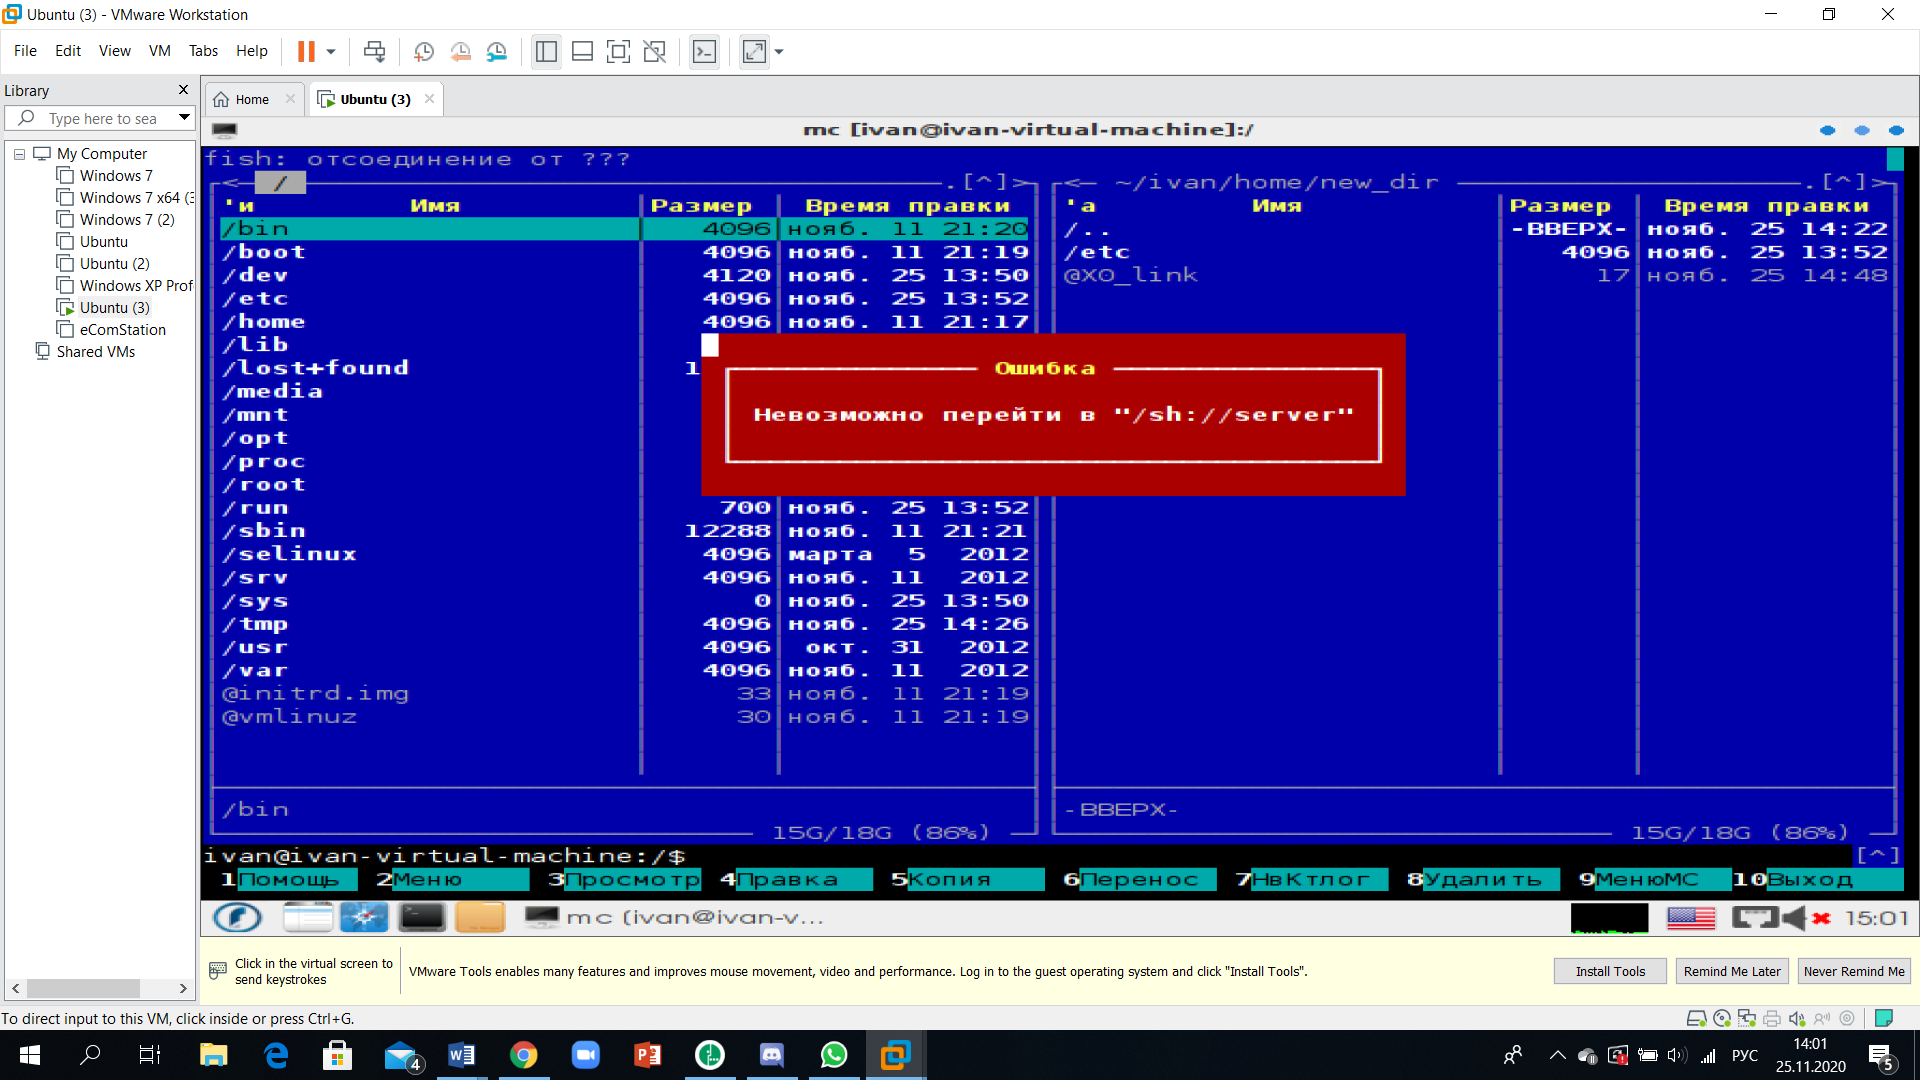 Ubuntu (3) - VMware Workstation
File Edit View VM Tabs Help
Library
Type here to sea
My Computer
Windows 7
Windows 7 x64 (3
Windows 7 (2)
Ubuntu
Ubuntu (2)
Windows XP Prof
Ubuntu (3)
eComStation
Shared VMs
Home
Ubuntu (3)
mc [ivan@ivan-virtual-machine]:/
fish: отсоединение от ???
<— / .[^]>
'и Имя Размер Время правки
/bin 4096 нояб. 11 21:20
/boot 4096 нояб. 11 21:19
/dev 4120 нояб. 25 13:50
/etc 4096 нояб. 25 13:52
/home 4096 нояб. 11 21:17
/lib
/lost+found 1
/media
/mnt
/opt
/proc
/root
/run 700 нояб. 25 13:52
/sbin 12288 нояб. 11 21:21
/selinux 4096 марта 5 2012
/srv 4096 нояб. 11 2012
/sys 0 нояб. 25 13:50
/tmp 4096 нояб. 25 14:26
/usr 4096 окт. 31 2012
/var 4096 нояб. 11 2012
@initrd.img 33 нояб. 11 21:19
@vmlinuz 30 нояб. 11 21:19
/bin
15G/18G (86%)
<— ~/ivan/home/new_dir .[^]>
'а Имя Размер Время правки
/.. -ВВЕРХ- нояб. 25 14:22
/etc 4096 нояб. 25 13:52
@XO_link 17 нояб. 25 14:48
-ВВЕРХ-
15G/18G (86%)
Ошибка
Невозможно перейти в "/sh://server"
ivan@ivan-virtual-machine:/$ [^]
1Помощь 2Меню 3Просмотр 4Правка 5Копия 6Перенос 7НвКтлог 8Удалить 9МенюМС 10Выход
mc (ivan@ivan-v...
15:01
Click in the virtual screen to
send keystrokes
VMware Tools enables many features and improves mouse movement, video and performance. Log in to the guest operating system and click "Install Tools".
Install Tools
Remind Me Later
Never Remind Me
To direct input to this VM, click inside or press Ctrl+G.
4
РУС
14:01
25.11.2020
5